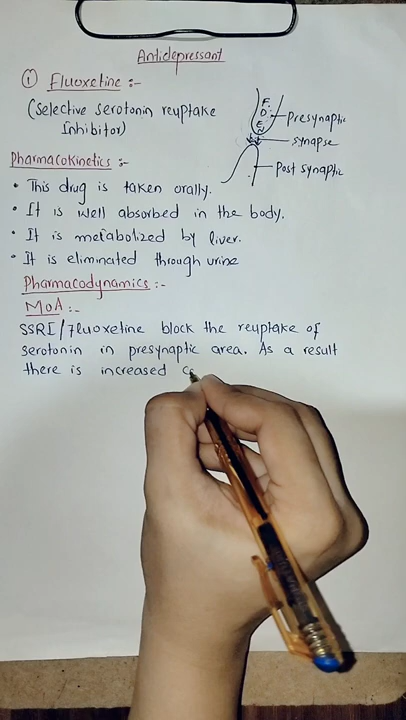 Antidepressant
① Fluoxetine :-
(Selective serotonin reuptake
Inhibitor)
Presynaptic
synapse
Post synaptic
Pharmacokinetics :-
• This drug is taken orally.
• It is well absorbed in the body.
• It is metabolized by liver.
• It is eliminated through urine
Pharmacodynamics :-
MoA :-
SSRI/Fluoxetine block the reuptake of
serotonin in presynaptic area. As a result
there is increased